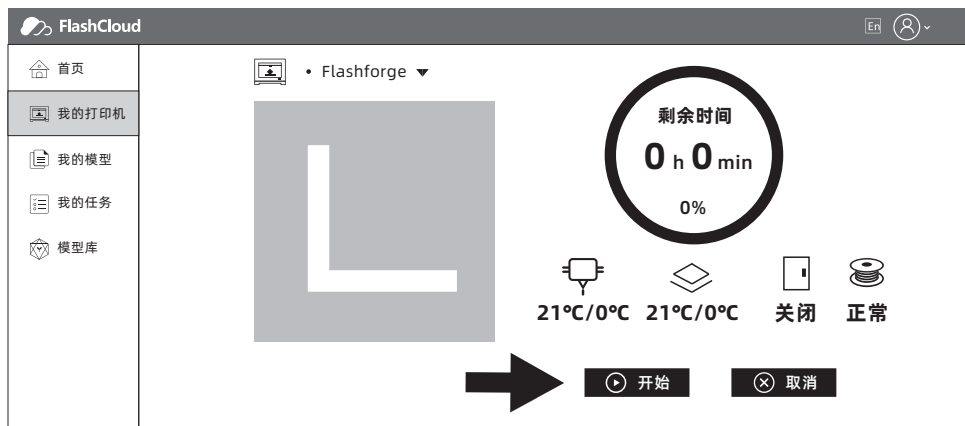 FlashCloud
En
首页
我的打印机
我的模型
我的任务
模型库
• Flashforge
剩余时间
0 h 0 min
0%
21℃/0℃ 21℃/0℃ 关闭 正常
开始 取消